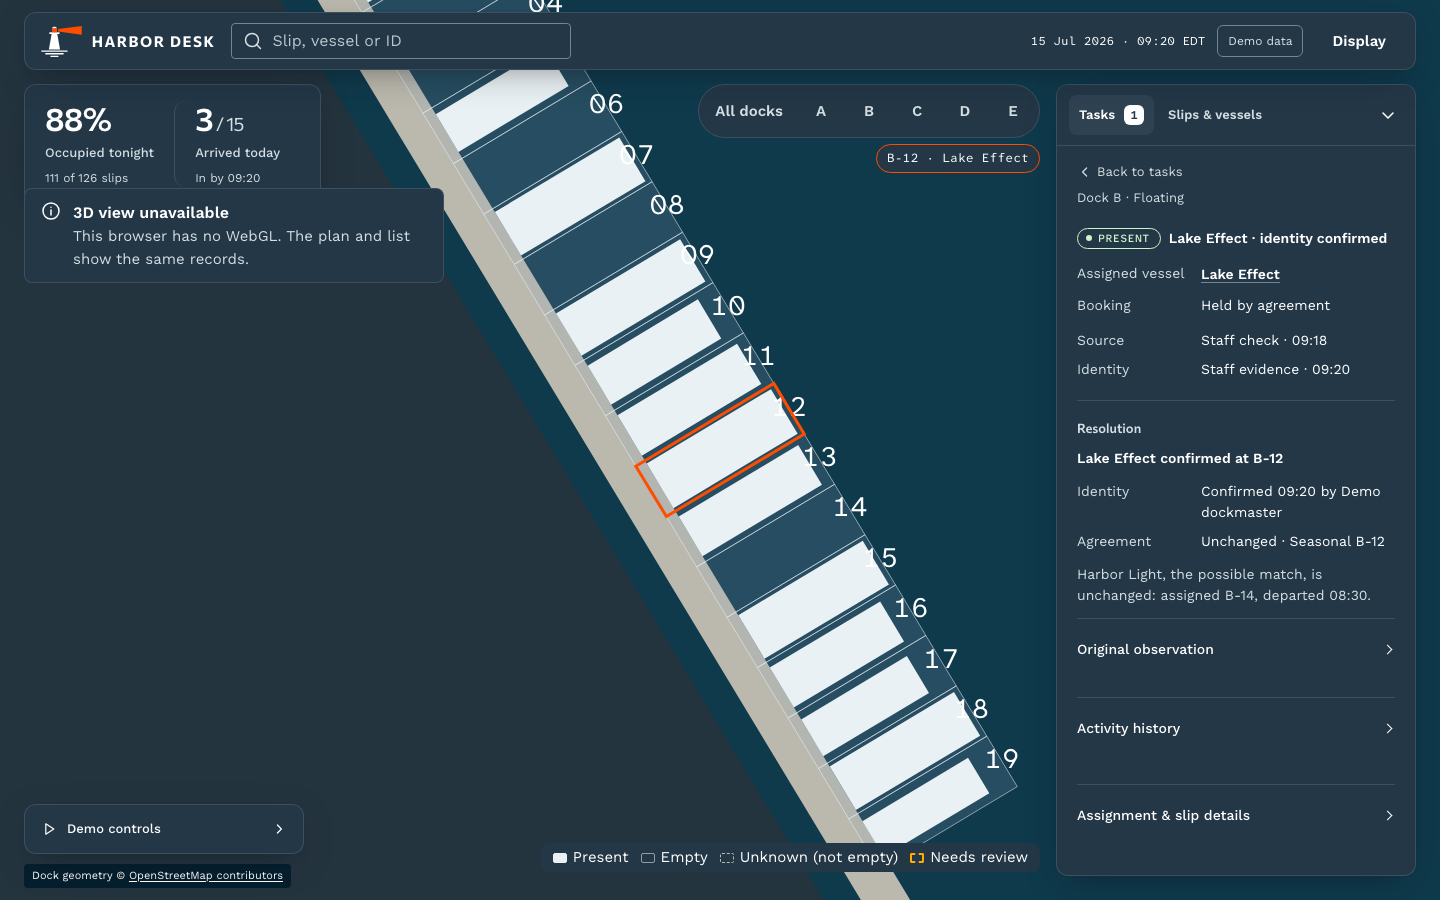 04
HARBOR DESK
Slip, vessel or ID
15 Jul 2026 · 09:20 EDT
Demo data
Display
88%
Occupied tonight
111 of 126 slips
3/15
Arrived today
In by 09:20
3D view unavailable
This browser has no WebGL. The plan and list
show the same records.
All docks
A
B
C
D
E
B-12 · Lake Effect
06
07
08
09
10
11
12
13
14
15
16
17
18
19
Tasks 1
Slips & vessels
Back to tasks
Dock B · Floating
PRESENT Lake Effect · identity confirmed
Assigned vessel Lake Effect
Booking Held by agreement
Source Staff check · 09:18
Identity Staff evidence · 09:20
Resolution
Lake Effect confirmed at B-12
Identity Confirmed 09:20 by Demo
dockmaster
Agreement Unchanged · Seasonal B-12
Harbor Light, the possible match, is
unchanged: assigned B-14, departed 08:30.
Original observation
Activity history
Assignment & slip details
Demo controls
Dock geometry © OpenStreetMap contributors
Present
Empty
Unknown (not empty)
Needs review